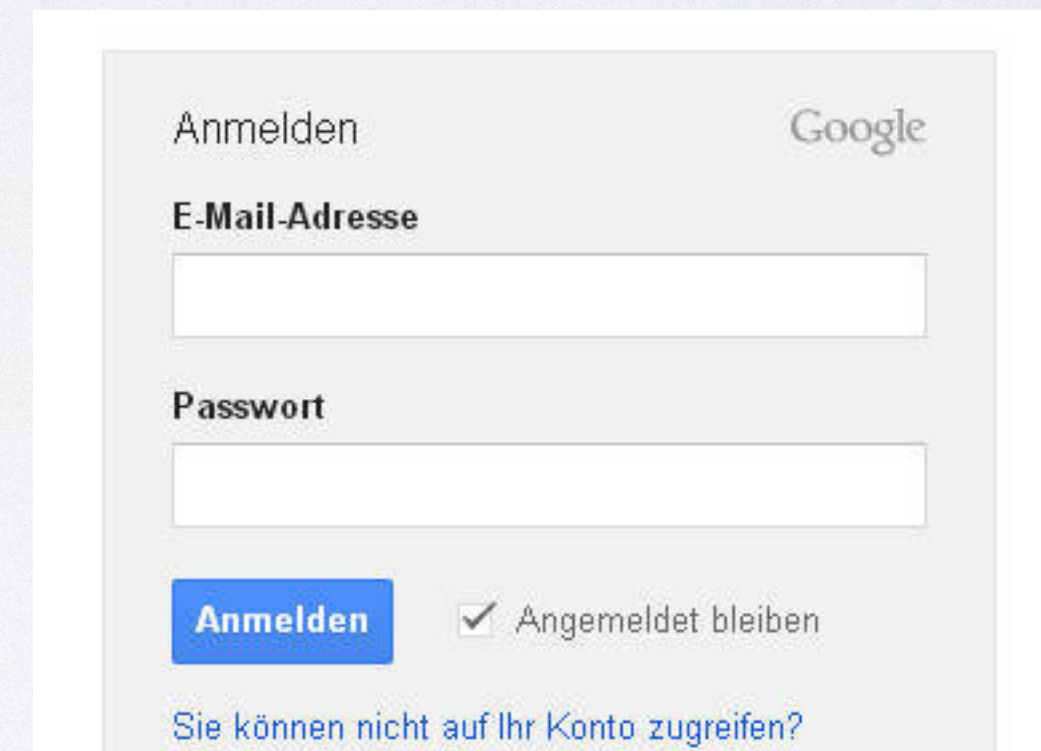 Anmelden Google
E-Mail-Adresse
Passwort
Anmelden Angemeldet bleiben
Sie können nicht auf Ihr Konto zugreifen?